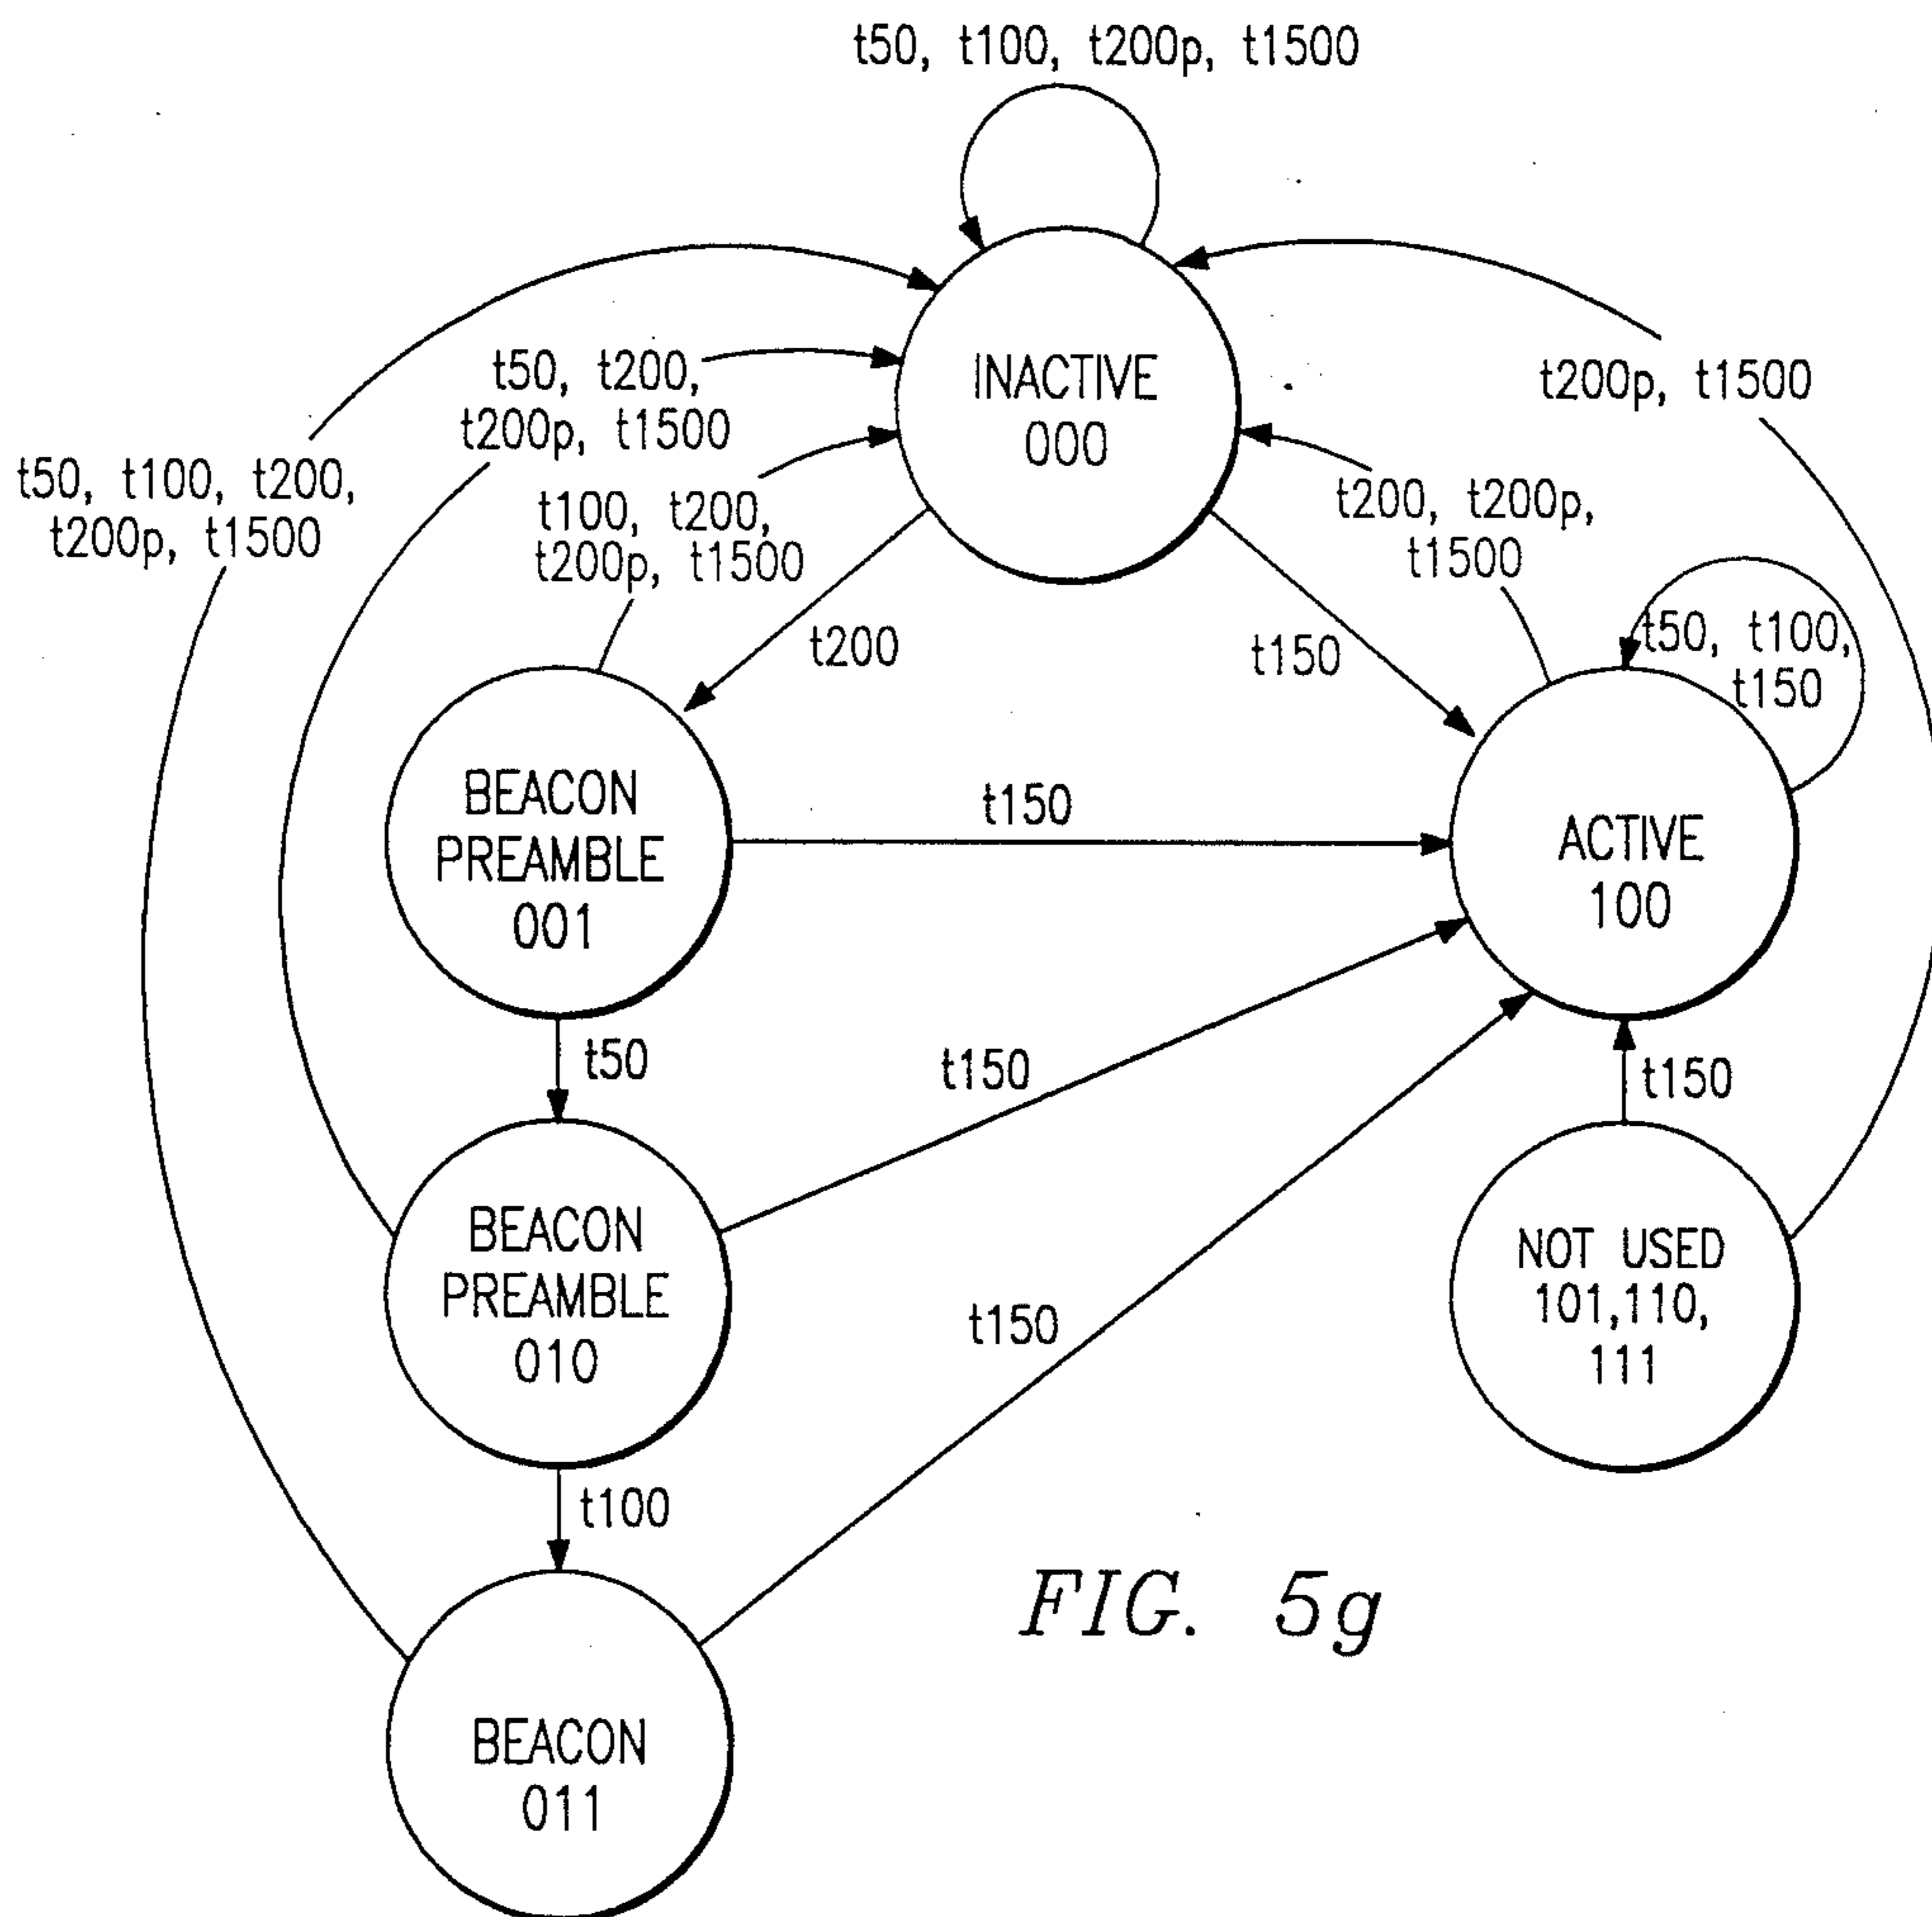 t50, t100, t200p, t1500
INACTIVE
000
t50, t200,
t200p, t1500
t200p, t1500
t50, t100, t200,
t200p, t1500
t100, t200,
t200p, t1500
t200, t200p,
t1500
t200
t150
t50, t100,
t150
BEACON
PREAMBLE
001
t150
ACTIVE
100
t50
t150
t150
BEACON
PREAMBLE
010
NOT USED
101,110,
111
t150
t100
FIG. 5g
BEACON
011